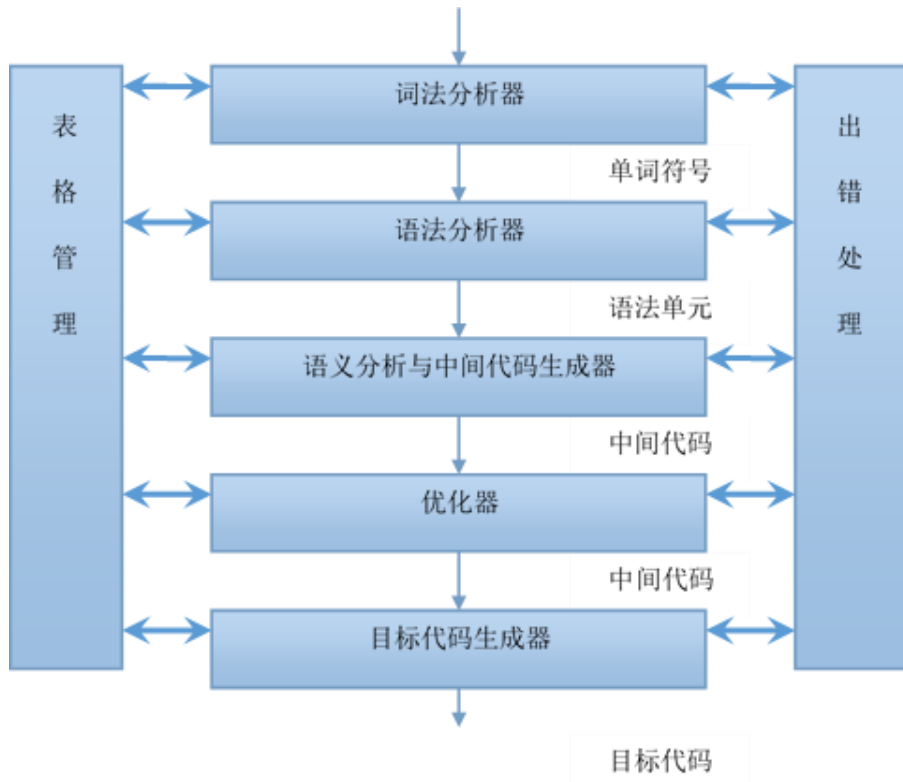 词法分析器
单词符号
语法分析器
语法单元
语义分析与中间代码生成器
中间代码
优化器
中间代码
目标代码生成器
目标代码
表
格
管
理
出
错
处
理